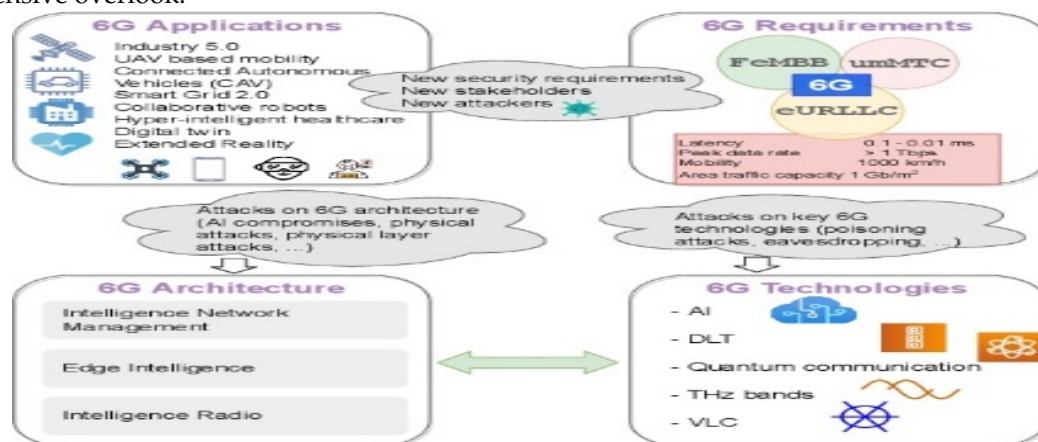 ensive overlook.
6G Applications
Industry 5.0
UAV based mobility
Connected Autonomous
Vehicles (CAV)
Smart Grid 2.0
Collaborative robots
Hyper-intelligent healthcare
Digital twin
Extended Reality
New security requirements
New stakeholders
New attackers
6G Requirements
FeMBB
umMTC
6G
eURLLC
Latency 0.1 - 0.01 ms
Peak data rate > 1 Tbps
Mobility 1000 km/h
Area traffic capacity 1 Gb/m²
Attacks on 6G architecture
(AI compromises, physical
attacks, physical layer
attacks, ...)
Attacks on key 6G
technologies (poisoning
attacks, eavesdropping, ...)
6G Architecture
Intelligence Network
Management
Edge Intelligence
Intelligence Radio
6G Technologies
- AI
- DLT
- Quantum communication
- THz bands
- VLC